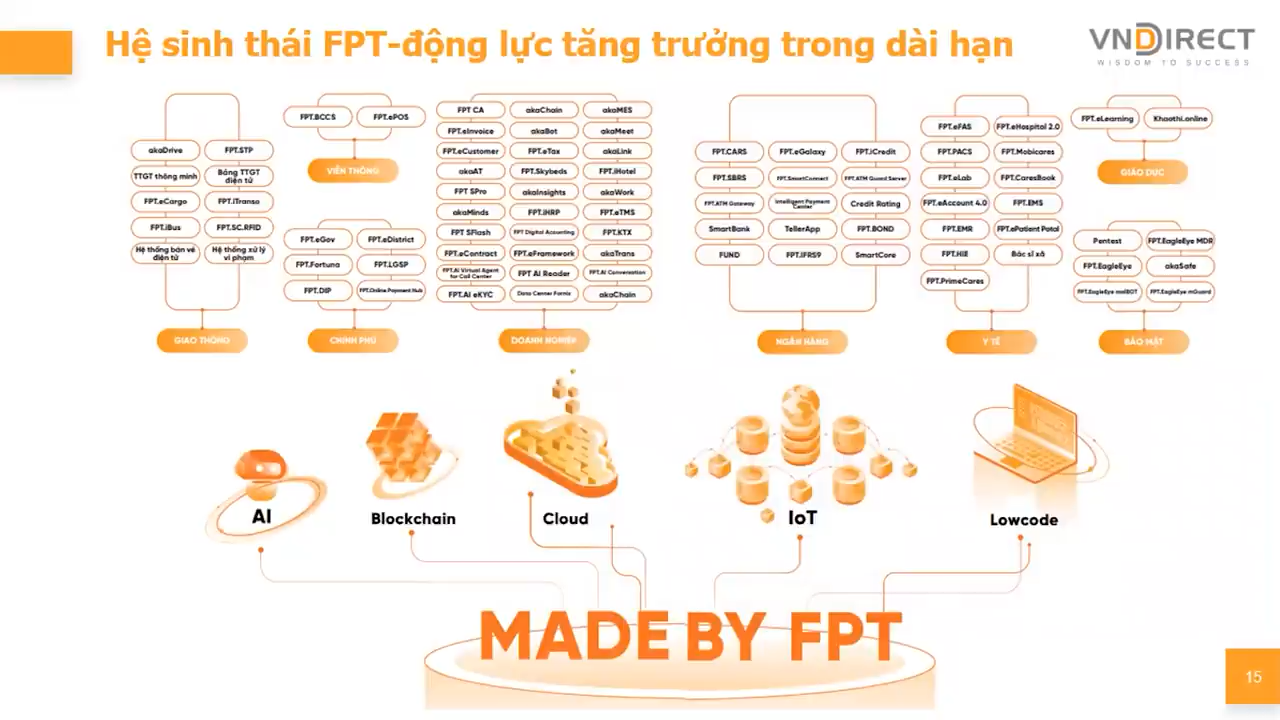 Hệ sinh thái FPT-động lực tăng trưởng trong dài hạn
VNDIRECT
WISDOM TO SUCCESS
akaDrive
FPT.STP
TTGT thông minh
Bảng TTGT
điện tử
FPT.eCargo
FPT.iTranso
FPT.iBus
FPT.SC.RFID
Hệ thống bán vé
điện tử
Hệ thống xử lý
vi phạm
GIAO THÔNG
FPT.BCCS
FPT.ePOS
VIỄN THÔNG
FPT.eGov
FPT.eDistrict
FPT.Fortuna
FPT.LGSP
FPT.DIP
FPT.Online Payment Hub
CHÍNH PHỦ
FPT CA
akaChain
akaMES
FPT.eInvoice
akaBot
akaMeet
FPT.eCustomer
FPT.eTax
akaLink
akaAT
FPT.Skybeds
FPT.iHotel
FPT SPro
akaInsights
akaWork
akaMinds
FPT.iHRP
FPT.eTMS
FPT SFlash
FPT Digital Accounting
FPT.KTX
FPT.eContract
FPT.eFramework
akaTrans
FPT.AI Virtual Agent
for Call Center
FPT AI Reader
FPT.AI Conversation
FPT.AI eKYC
Data Center Fornix
akaChain
DOANH NGHIỆP
FPT.CARS
FPT.eGalaxy
FPT.iCredit
FPT.SBRS
FPT.SmartConnect
FPT.ATM Guard Server
FPT.ATM Gateway
Intelligent Payment
Center
Credit Rating
SmartBank
TellerApp
FPT.BOND
FUND
FPT.IFRS9
SmartCore
NGÂN HÀNG
FPT.eFAS
FPT.eHospital 2.0
FPT.PACS
FPT.Mobicares
FPT.eLab
FPT.CaresBook
FPT.eAccount 4.0
FPT.EMS
FPT.EMR
FPT.ePatient Potal
FPT.HIE
Bác sĩ xả
FPT.PrimeCares
Y TẾ
FPT.eLearning
Khaothi.online
GIÁO DỤC
Pentest
FPT.EagleEye MDR
FPT.EagleEye
akaSafe
FPT.EagleEye malBOT
FPT.EagleEye mGuard
BẢO MẬT
AI
Blockchain
Cloud
IoT
Lowcode
MADE BY FPT
15